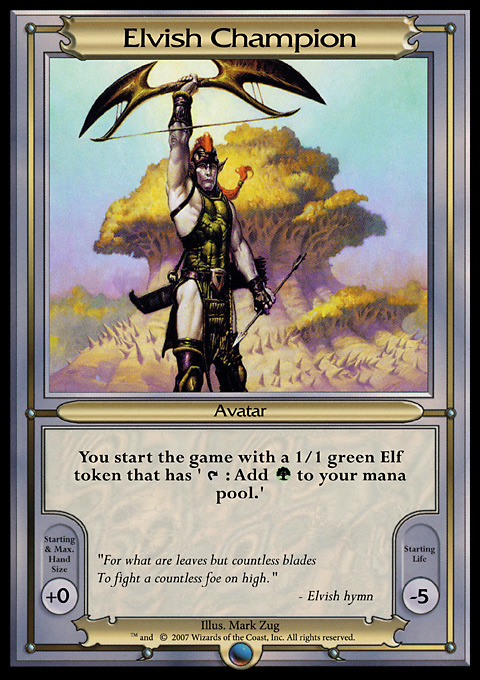 Elvish Champion
Avatar
You start the game with a 1/1 green Elf
token that has ' : Add to your mana
pool.'
Starting
& Max.
Hand
Size
+0
"For what are leaves but countless blades
To fight a countless foe on high."
- Elvish hymn
Starting
Life
-5
Illus. Mark Zug
™ and © 2007 Wizards of the Coast, Inc. All rights reserved.